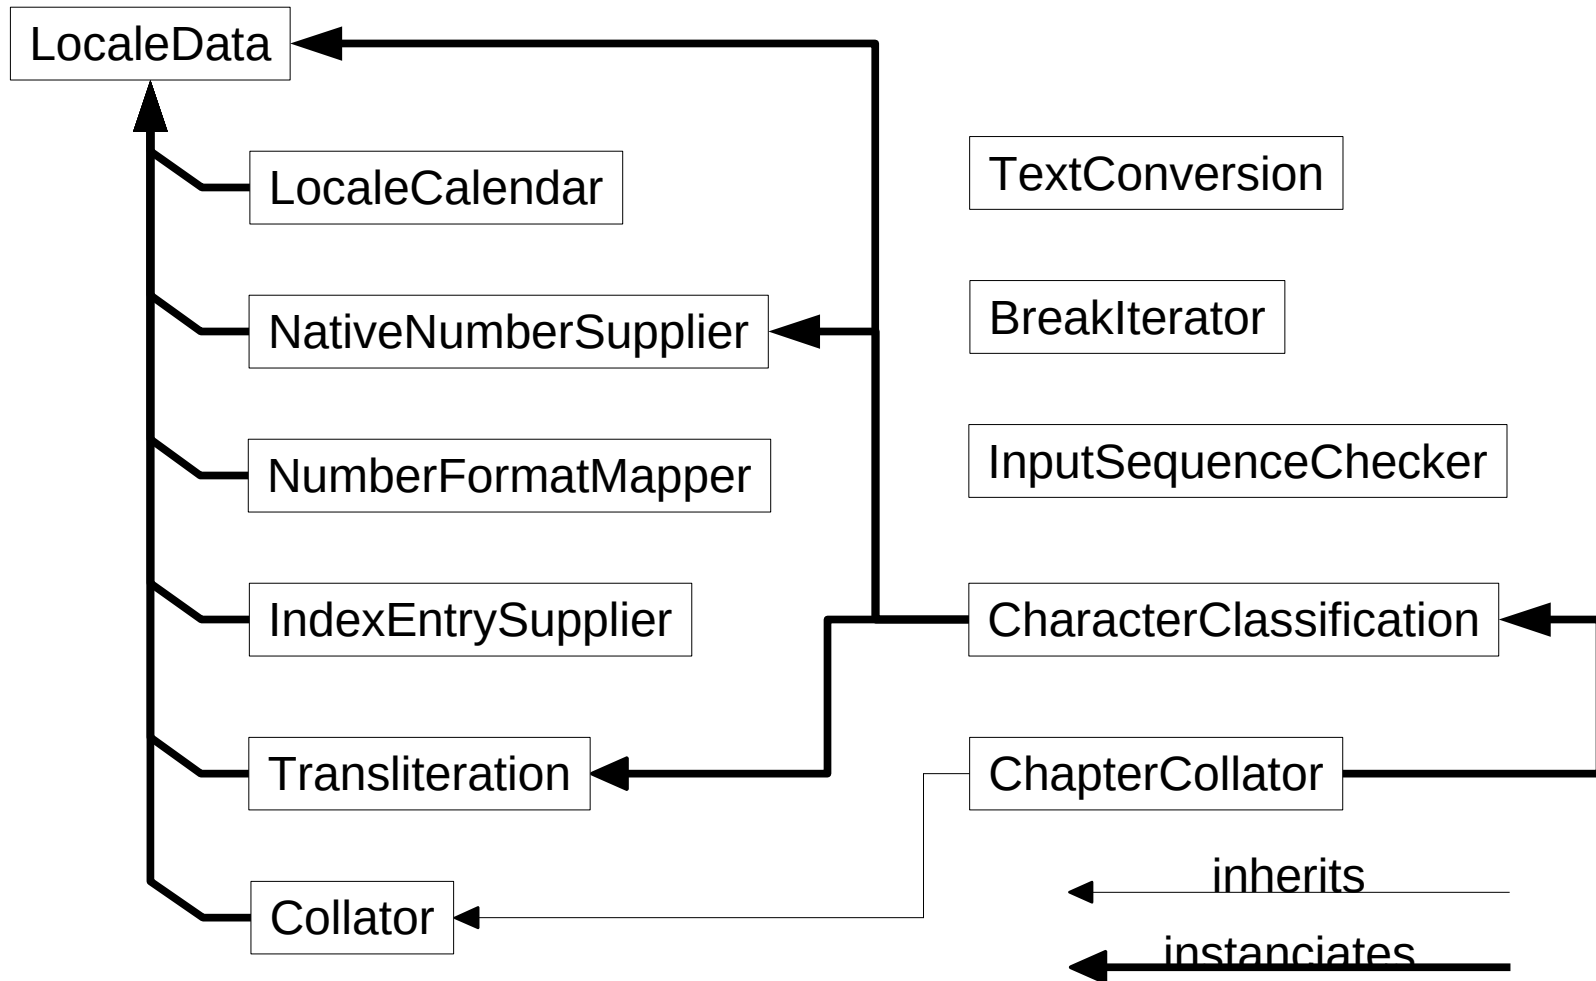 LocaleData
LocaleCalendar
TextConversion
NativeNumberSupplier
BreakIterator
NumberFormatMapper
InputSequenceChecker
IndexEntrySupplier
CharacterClassification
Transliteration
ChapterCollator
inherits
Collator
instanciates